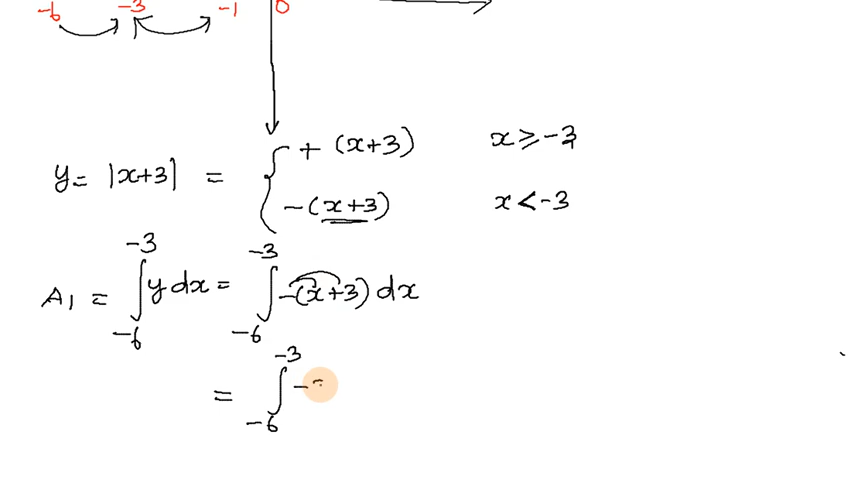 -6 -3 -1 0
y = |x+3| = { +(x+3) x ≥ -3
-(x+3) x < -3
A₁ = ∫₋₆⁻³ y dx = ∫₋₆⁻³ -(x+3) dx
= ∫₋₆⁻³ -